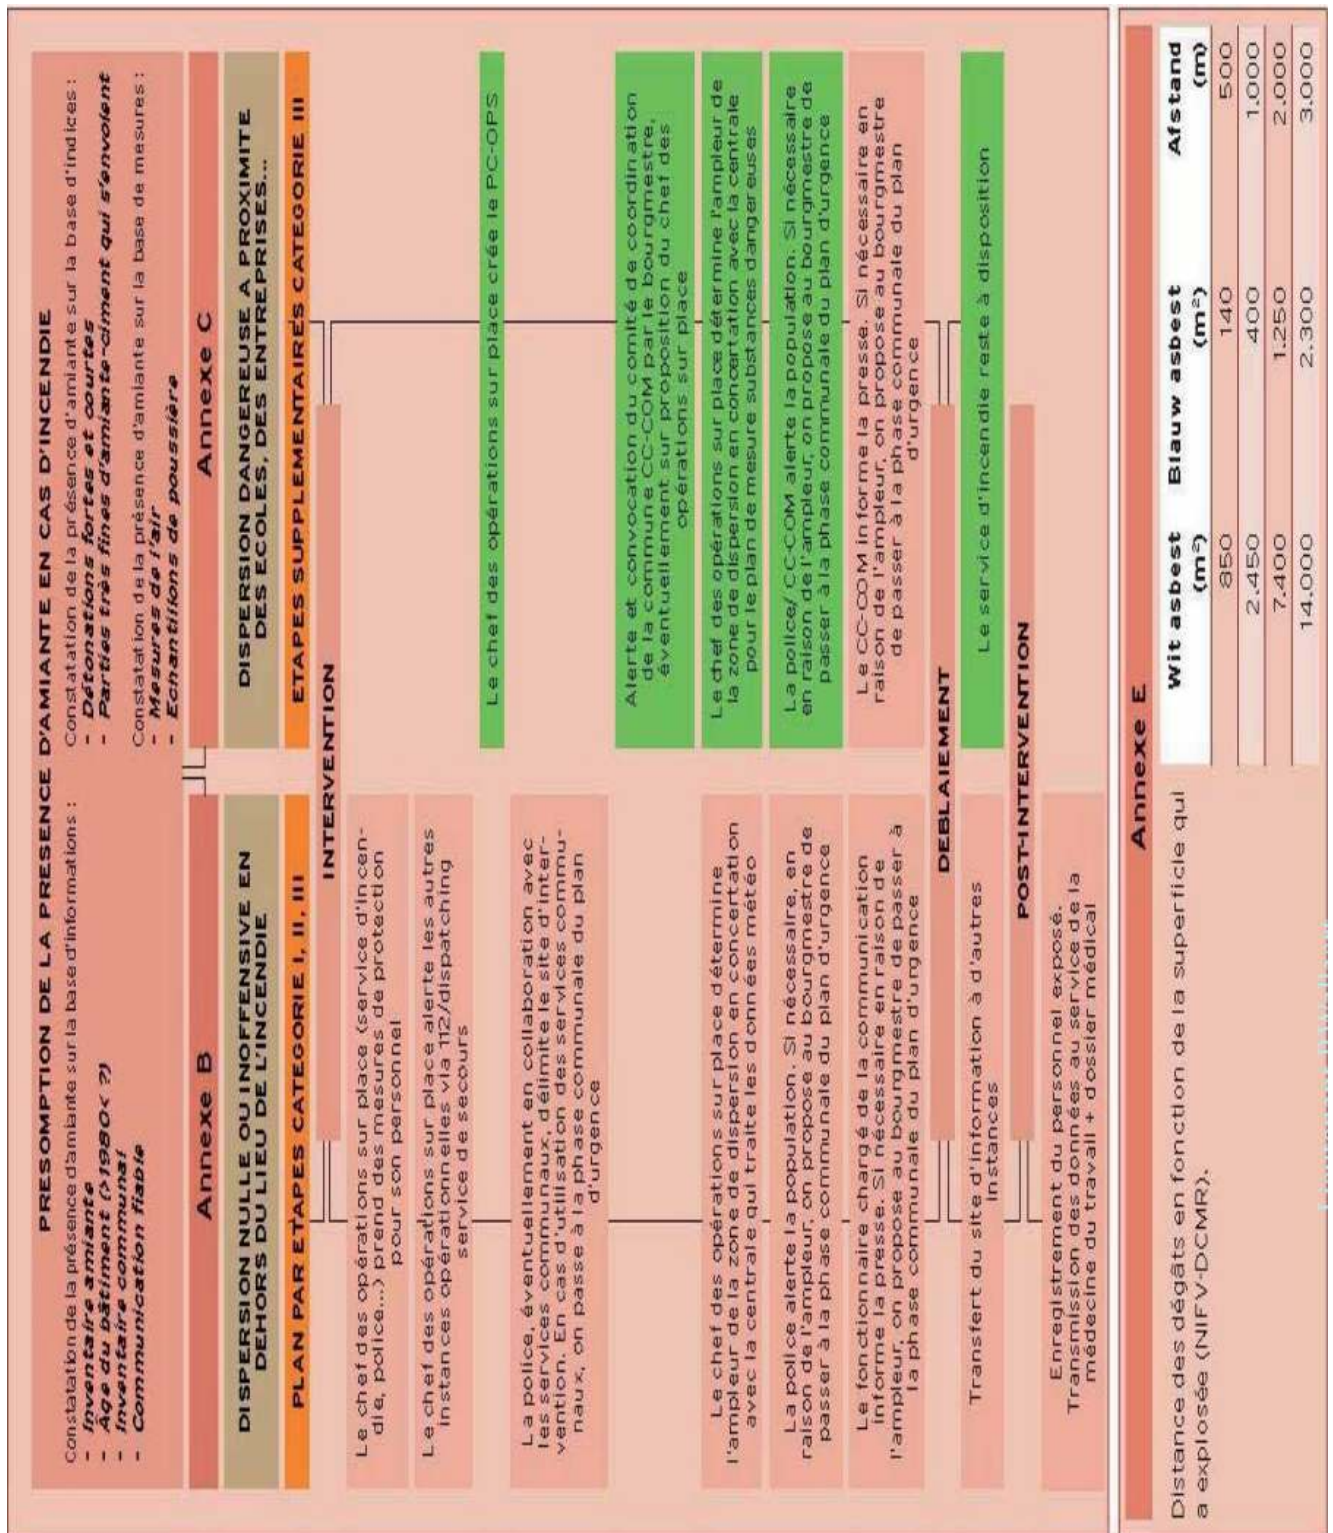 PRESOMPTION DE LA PRESENCE D'AMIANTE EN CAS D'INCENDIE
Constatation de la présence d'amiante sur la base d'informations :
- Inventaire amiante
- Âge du bâtiment (>1980< ?)
- Inventaire communal
- Communication fiable
Constatation de la présence d'amiante sur la base d'indices :
- Détonations fortes et courtes
- Parties très fines d'amiante-ciment qui s'envolent
Constatation de la présence d'amiante sur la base de mesures :
- Mesures de l'air
- Echantillons de poussière
Annexe B
Annexe C
DISPERSION NULLE OU INOFFENSIVE EN
DEHORS DU LIEU DE L'INCENDIE
DISPERSION DANGEREUSE A PROXIMITE
DES ECOLES, DES ENTREPRISES...
PLAN PAR ETAPES CATEGORIE I, II, III
ETAPES SUPPLEMENTAIRES CATEGORIE III
INTERVENTION
Le chef des opérations sur place (service d'incen-
die, police...) prend des mesures de protection
pour son personnel
Le chef des opérations sur place alerte les autres
instances opérationnelles via 112/dispatching
service de secours
Le chef des opérations sur place crée le PC-OPS
La police, éventuellement en collaboration avec
les services communaux, délimite le site d'inter-
vention. En cas d'utilisation des services commu-
naux, on passe à la phase communale du plan
d'urgence
Alerte et convocation du comité de coordination
de la commune CC-COM par le bourgmestre,
éventuellement sur proposition du chef des
opérations sur place
Le chef des opérations sur place détermine
l'ampleur de la zone de dispersion en concertation
avec la centrale qui traite les données météo
Le chef des opérations sur place détermine l'ampleur de
la zone de dispersion en concertation avec la centrale
pour le plan de mesure substances dangereuses
La police alerte la population. Si nécessaire, en
raison de l'ampleur, on propose au bourgmestre de
passer à la phase communale du plan d'urgence
La police/ CC-COM alerte la population. Si nécessaire
en raison de l'ampleur, on propose au bourgmestre de
passer à la phase communale du plan d'urgence
Le fonctionnaire chargé de la communication
informe la presse. Si nécessaire en raison de
l'ampleur, on propose au bourgmestre de passer à
la phase communale du plan d'urgence
Le CC-COM informe la presse. Si nécessaire en
raison de l'ampleur, on propose au bourgmestre
de passer à la phase communale du plan
d'urgence
DEBLAIEMENT
Transfert du site d'information à d'autres
instances
Le service d'incendie reste à disposition
POST-INTERVENTION
Enregistrement du personnel exposé.
Transmission des données au service de la
médecine du travail + dossier médical
Annexe E
Distance des dégâts en fonction de la superficie qui
a explosée (NIFV-DCMR).
Wit asbest Blauw asbest Afstand
(m²) (m²) (m)
850 140 500
2.450 400 1.000
7.400 1.250 2.000
14.000 2.300 3.000